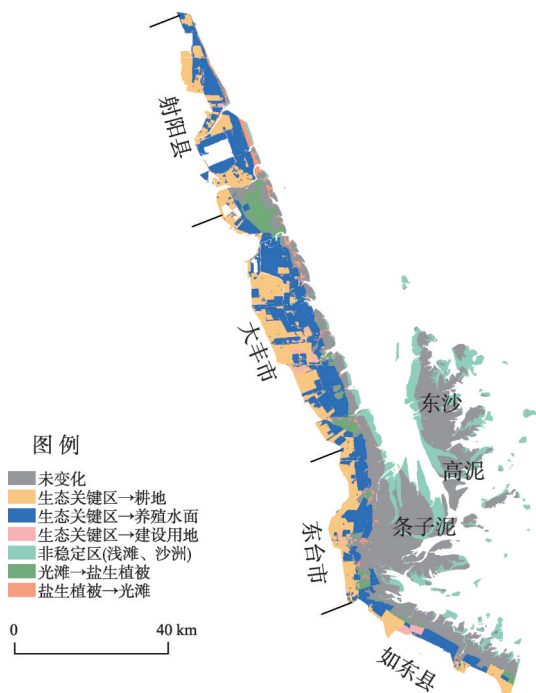 射阳县
大丰市
东沙
高泥
条子泥
东台市
如东县
图 例
未变化
生态关键区→耕地
生态关键区→养殖水面
生态关键区→建设用地
非稳定区(浅滩、沙洲)
光滩→盐生植被
盐生植被→光滩
0 40 km